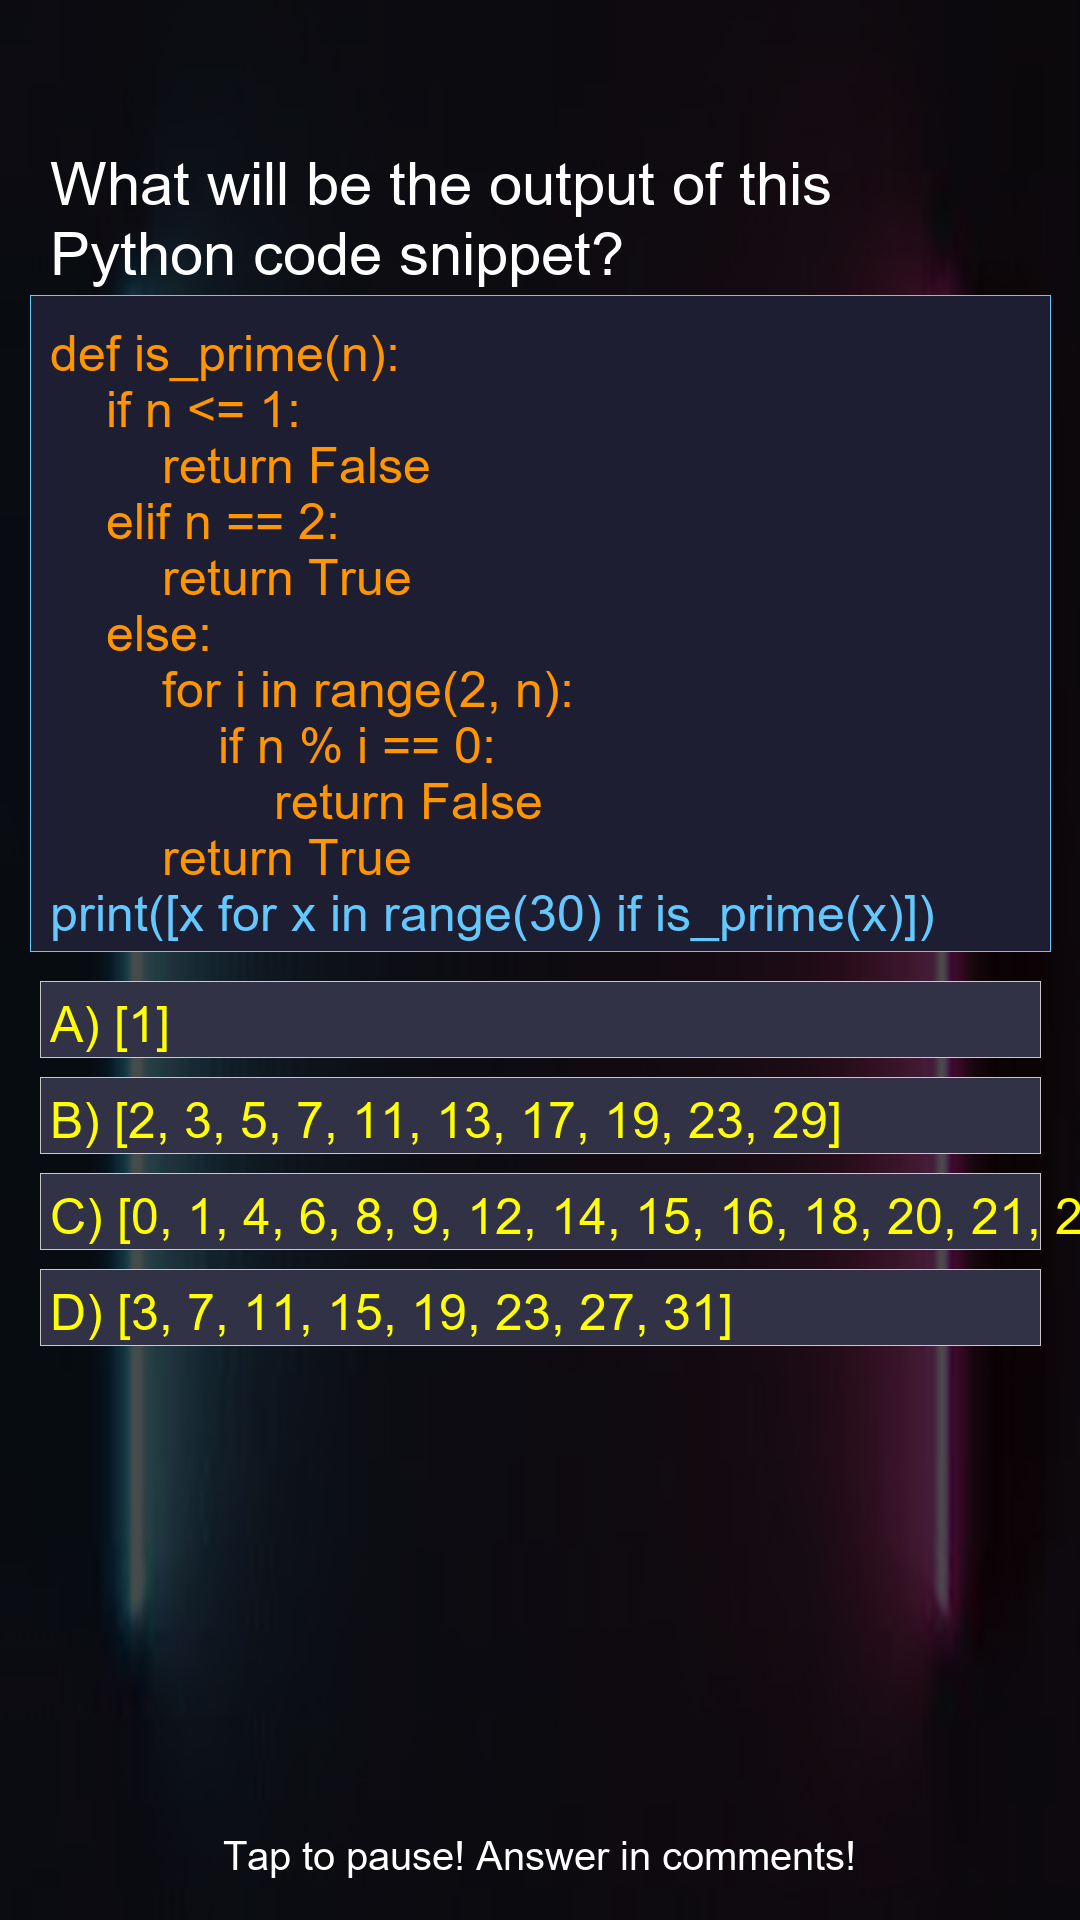 What will be the output of this
Python code snippet?
def is_prime(n):
    if n <= 1:
        return False
    elif n == 2:
        return True
    else:
        for i in range(2, n):
            if n % i == 0:
                return False
        return True
print([x for x in range(30) if is_prime(x)])
A) [1]
B) [2, 3, 5, 7, 11, 13, 17, 19, 23, 29]
C) [0, 1, 4, 6, 8, 9, 12, 14, 15, 16, 18, 20, 21, 2
D) [3, 7, 11, 15, 19, 23, 27, 31]
Tap to pause! Answer in comments!